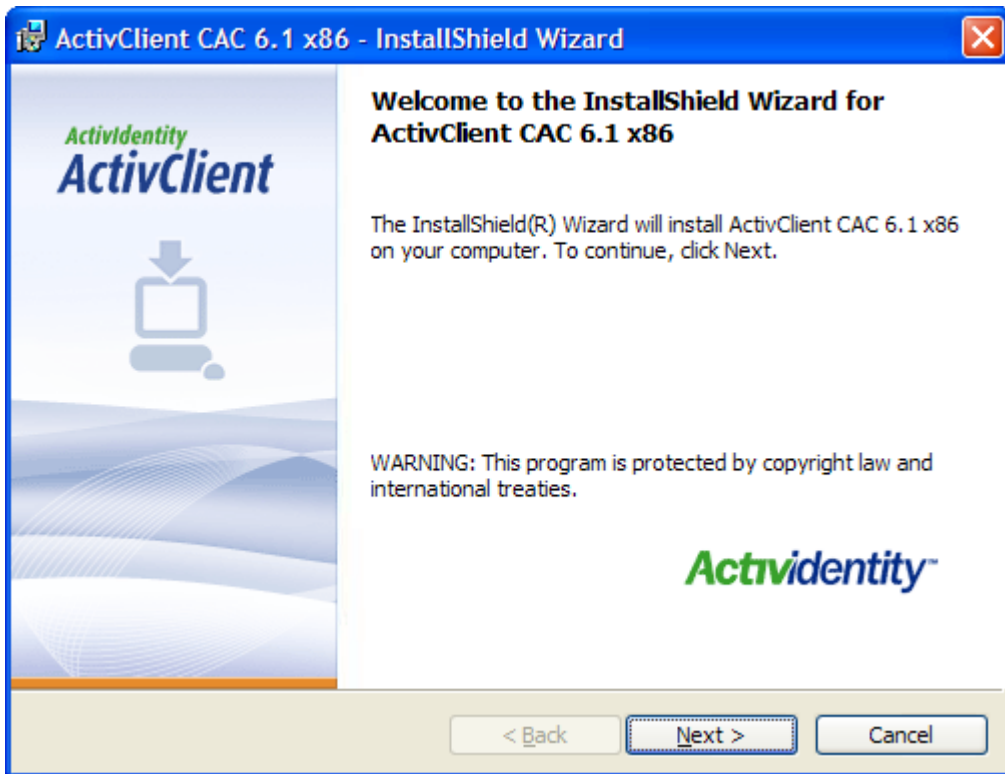 ActivClient CAC 6.1 x86 - InstallShield Wizard
ActivIdentity
ActivClient
Welcome to the InstallShield Wizard for
ActivClient CAC 6.1 x86
The InstallShield(R) Wizard will install ActivClient CAC 6.1 x86
on your computer. To continue, click Next.
WARNING: This program is protected by copyright law and
international treaties.
ActivIdentity™
< Back
Next >
Cancel